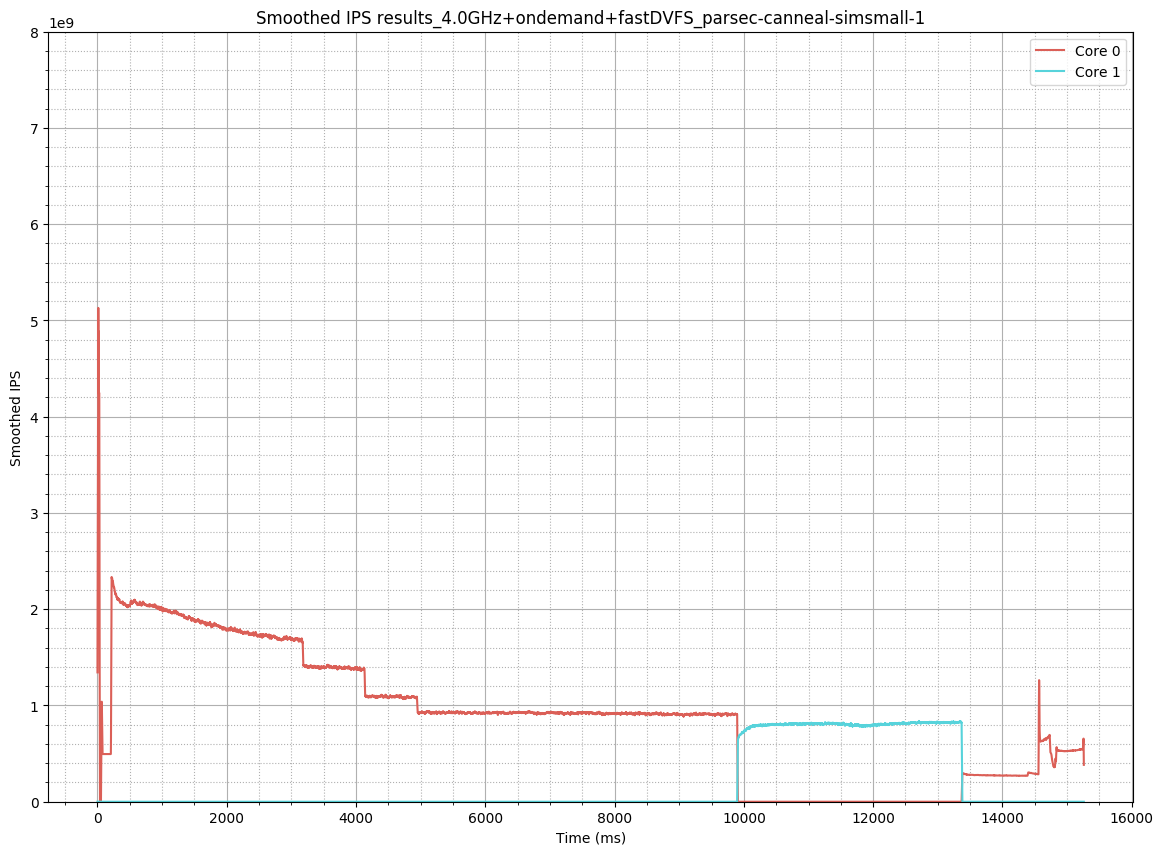 Smoothed IPS results_4.0GHz+ondemand+fastDVFS_parsec-canneal-simsmall-1
1e9
Core 0
Core 1
8
7
6
5
4
3
2
1
0
Smoothed IPS
0 2000 4000 6000 8000 10000 12000 14000 16000
Time (ms)